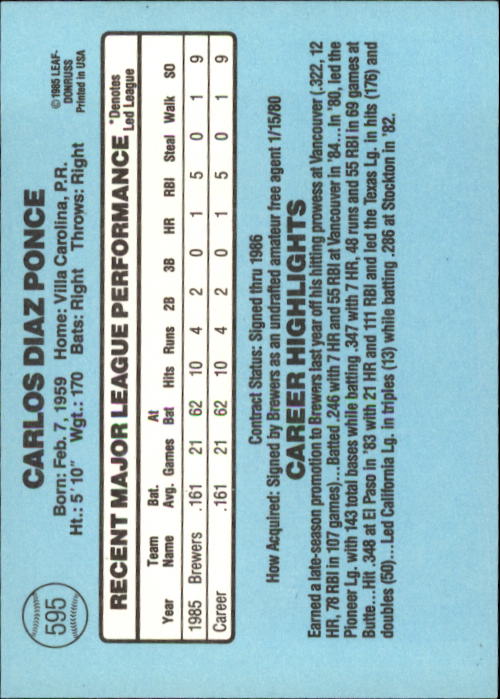 595
CARLOS DIAZ PONCE
©1985 LEAF-
DONRUSS
Printed in USA
Born: Feb. 7, 1959 Home: Villa Carolina, P.R.
Ht.: 5'10" Wgt.: 170 Bats: Right Throws: Right
RECENT MAJOR LEAGUE PERFORMANCE *Denotes
Led League
Team Bat. At
Year Name Avg. Games Bat Hits Runs 2B 3B HR RBI Steal Walk SO
1985 Brewers .161 21 62 10 4 2 0 1 5 0 1 9
Career .161 21 62 10 4 2 0 1 5 0 1 9
Contract Status: Signed thru 1986
How Acquired: Signed by Brewers as an undrafted amateur free agent 1/15/80
CAREER HIGHLIGHTS
Earned a late-season promotion to Brewers last year off his hitting prowess at Vancouver (.322, 12
HR, 78 RBI in 107 games)...Batted .246 with 7 HR and 55 RBI at Vancouver in '84...In '80, led the
Pioneer Lg. with 143 total bases while batting .347 with 7 HR, 48 runs and 55 RBI in 69 games at
Butte...Hit .348 at El Paso in '83 with 21 HR and 111 RBI and led the Texas Lg. in hits (176) and
doubles (50)...Led California Lg. in triples (13) while batting .286 at Stockton in '82.